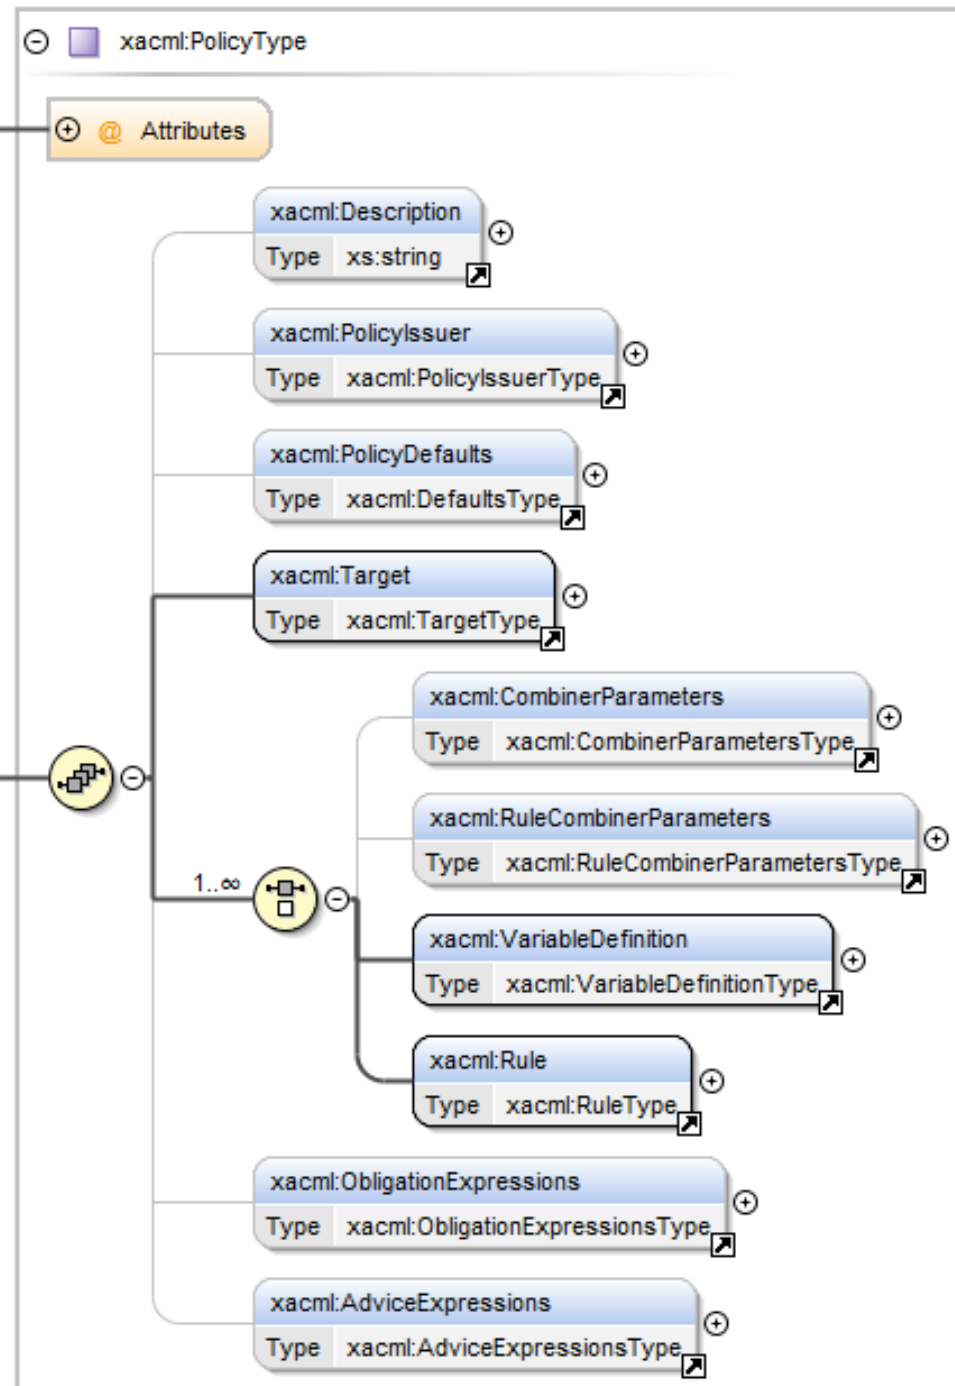 xacml:PolicyType
@ Attributes
xacml:Description
Type xs:string
xacml:PolicyIssuer
Type xacml:PolicyIssuerType
xacml:PolicyDefaults
Type xacml:DefaultsType
xacml:Target
Type xacml:TargetType
xacml:CombinerParameters
Type xacml:CombinerParametersType
xacml:RuleCombinerParameters
Type xacml:RuleCombinerParametersType
1..∞
xacml:VariableDefinition
Type xacml:VariableDefinitionType
xacml:Rule
Type xacml:RuleType
xacml:ObligationExpressions
Type xacml:ObligationExpressionsType
xacml:AdviceExpressions
Type xacml:AdviceExpressionsType